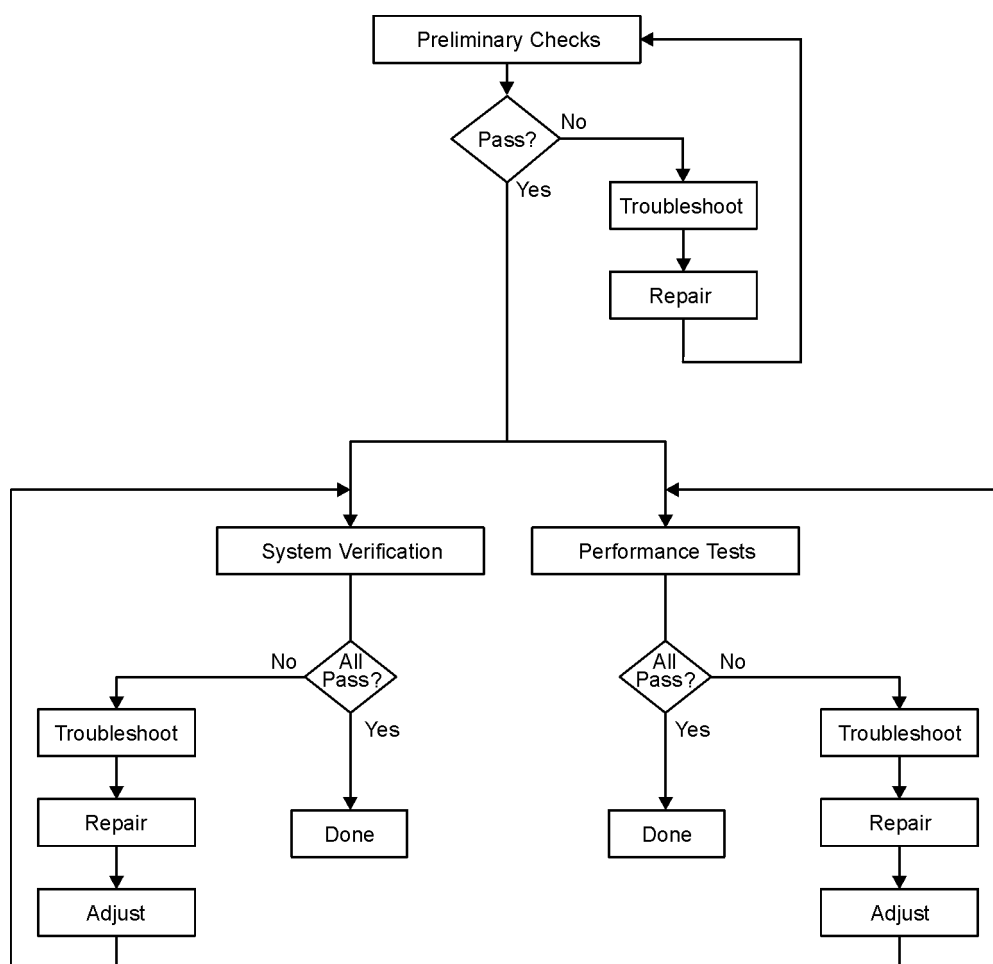 Preliminary Checks
Pass?
No
Yes
Troubleshoot
Repair
System Verification
Performance Tests
No
All
Pass?
Yes
All
Pass?
No
Yes
Troubleshoot
Troubleshoot
Repair
Done
Done
Repair
Adjust
Adjust